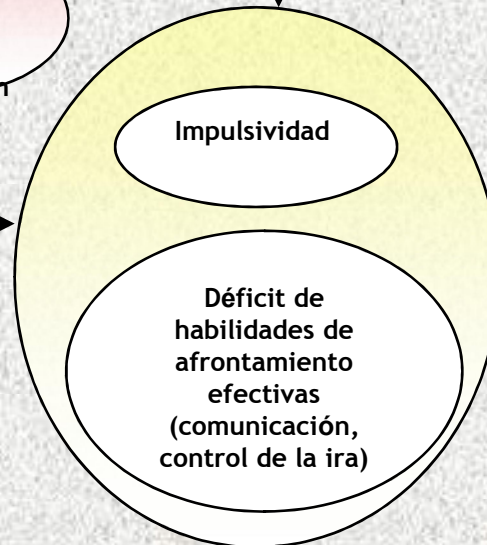 n
Impulsividad
Déficit de
habilidades de
afrontamiento
efectivas
(comunicación,
control de la ira)